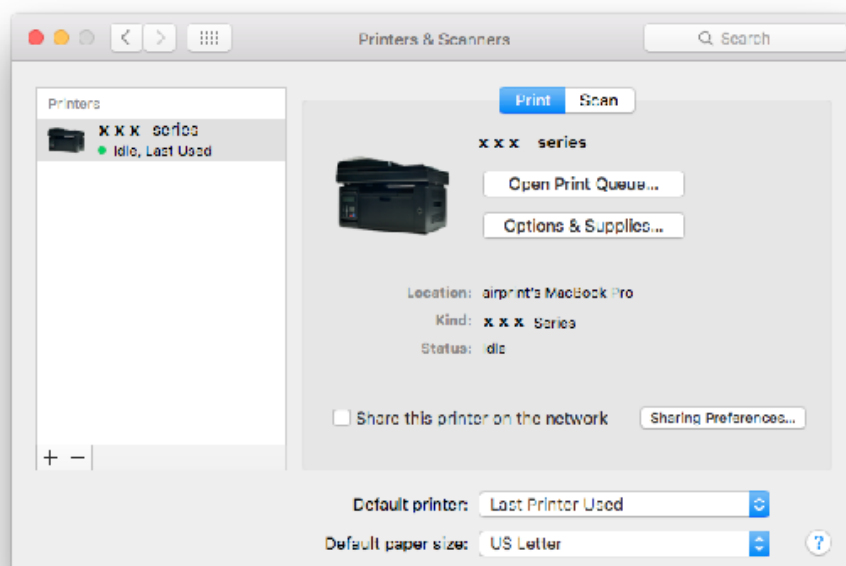 Printers & Scanners
Search
Printers
x x x series
Idle, Last Used
Print Scan
x x x series
Open Print Queue...
Options & Supplies...
Location: airprint's MacBook Pro
Kind: x x x Series
Status: Idle
Share this printer on the network
Sharing Preferences...
+ −
Default printer: Last Printer Used
Default paper size: US Letter
?